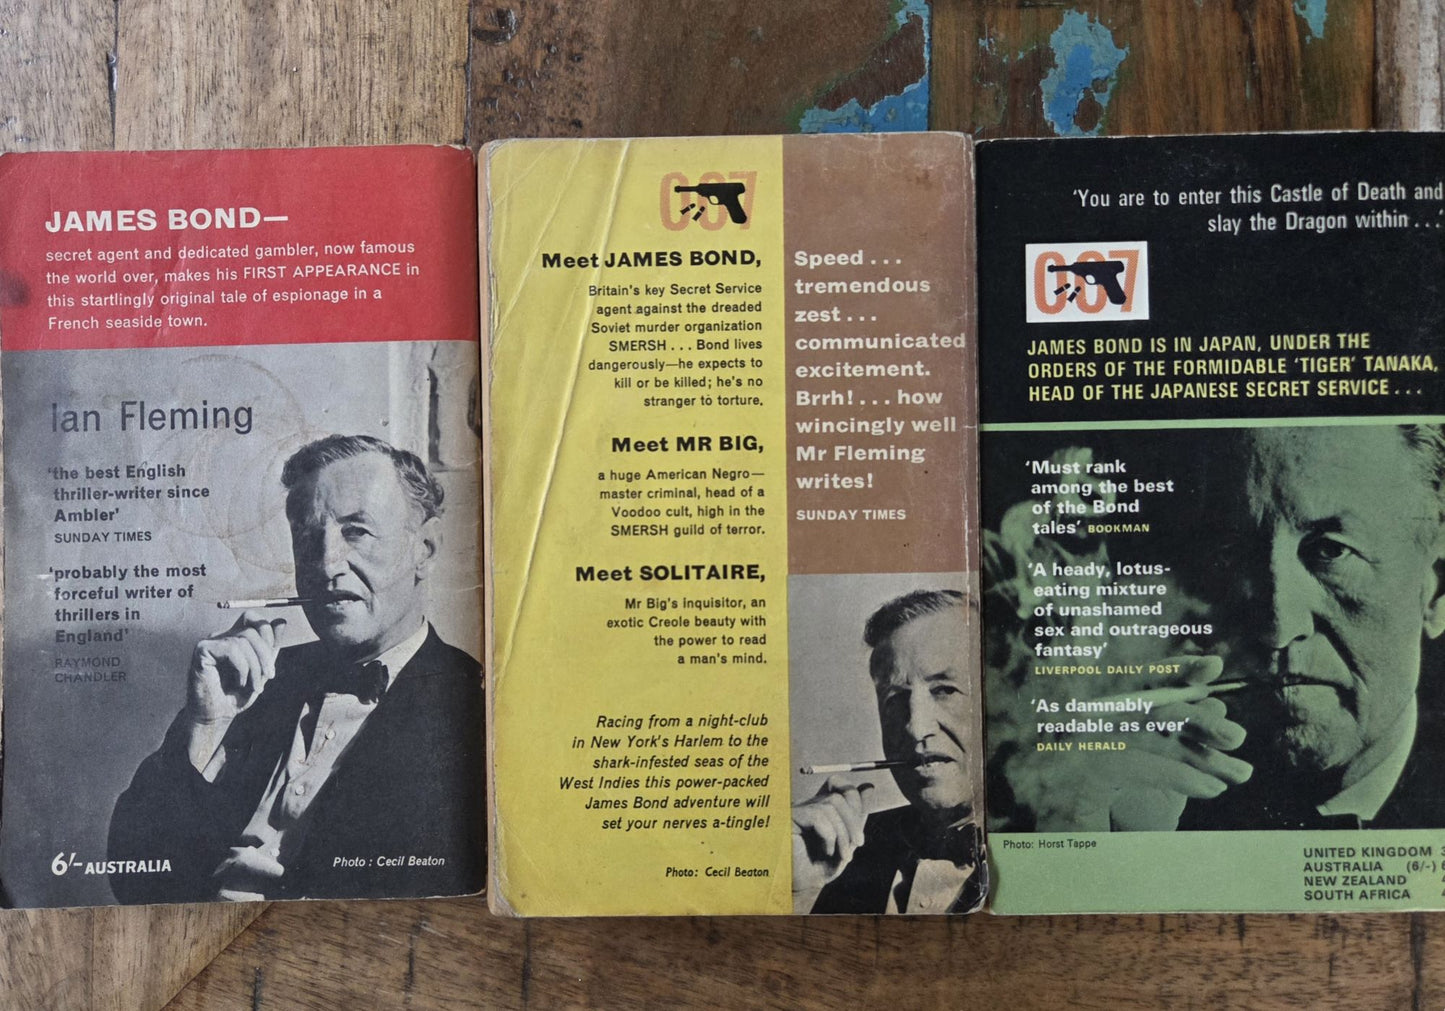 JAMES BOND—
secret agent and dedicated gambler, now famous
the world over, makes his FIRST APPEARANCE in
this startlingly original tale of espionage in a
French seaside town.
Ian Fleming
'the best English
thriller-writer since
Ambler'
SUNDAY TIMES
'probably the most
forceful writer of
thrillers in
England'
RAYMOND
CHANDLER
6/- AUSTRALIA
Photo : Cecil Beaton
007
Meet JAMES BOND,
Britain's key Secret Service
agent against the dreaded
Soviet murder organization
SMERSH . . . Bond lives
dangerously—he expects to
kill or be killed; he's no
stranger to torture.
Meet MR BIG,
a huge American Negro—
master criminal, head of a
Voodoo cult, high in the
SMERSH guild of terror.
Meet SOLITAIRE,
Mr Big's inquisitor, an
exotic Creole beauty with
the power to read
a man's mind.
Racing from a night-club
in New York's Harlem to the
shark-infested seas of the
West Indies this power-packed
James Bond adventure will
set your nerves a-tingle!
Photo: Cecil Beaton
Speed . . .
tremendous
zest . . .
communicated
excitement.
Brrh! . . . how
wincingly well
Mr Fleming
writes!
SUNDAY TIMES
'You are to enter this Castle of Death and
slay the Dragon within . . .'
007
JAMES BOND IS IN JAPAN, UNDER THE
ORDERS OF THE FORMIDABLE 'TIGER' TANAKA,
HEAD OF THE JAPANESE SECRET SERVICE . . .
'Must rank
among the best
of the Bond
tales' BOOKMAN
'A heady, lotus-
eating mixture
of unashamed
sex and outrageous
fantasy'
LIVERPOOL DAILY POST
'As damnably
readable as ever'
DAILY HERALD
Photo: Horst Tappe
UNITED KINGDOM
AUSTRALIA (6/-)
NEW ZEALAND
SOUTH AFRICA